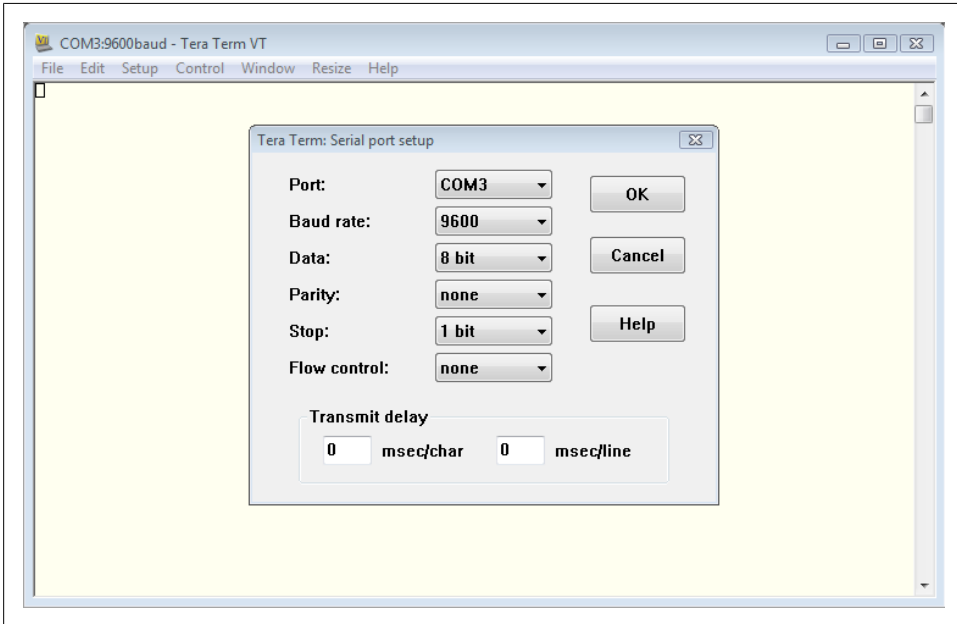 COM3:9600baud - Tera Term VT
File Edit Setup Control Window Resize Help
Tera Term: Serial port setup
Port: COM3 OK
Baud rate: 9600
Data: 8 bit Cancel
Parity: none
Stop: 1 bit Help
Flow control: none
Transmit delay
0 msec/char 0 msec/line